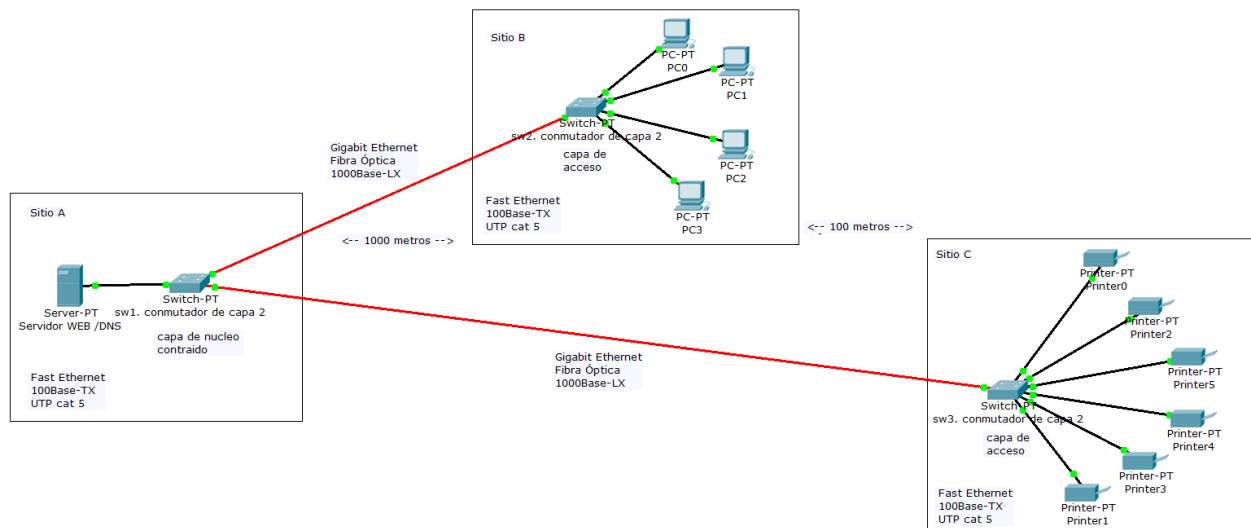 Sitio B
PC-PT
PC0
PC-PT
PC1
Switch-PT
sw2. conmutador de capa 2
capa de
acceso
PC-PT
PC2
PC-PT
PC3
Fast Ethernet
100Base-TX
UTP cat 5
Gigabit Ethernet
Fibra Óptica
1000Base-LX
<-- 1000 metros -->
<-- 100 metros -->
Sitio A
Server-PT
Servidor WEB /DNS
Switch-PT
sw1. conmutador de capa 2
capa de nucleo
contraido
Fast Ethernet
100Base-TX
UTP cat 5
Gigabit Ethernet
Fibra Óptica
1000Base-LX
Sitio C
Printer-PT
Printer0
Printer-PT
Printer2
Printer-PT
Printer5
Switch-PT
sw3. conmutador de capa 2
capa de
acceso
Printer-PT
Printer4
Printer-PT
Printer3
Printer-PT
Printer1
Fast Ethernet
100Base-TX
UTP cat 5